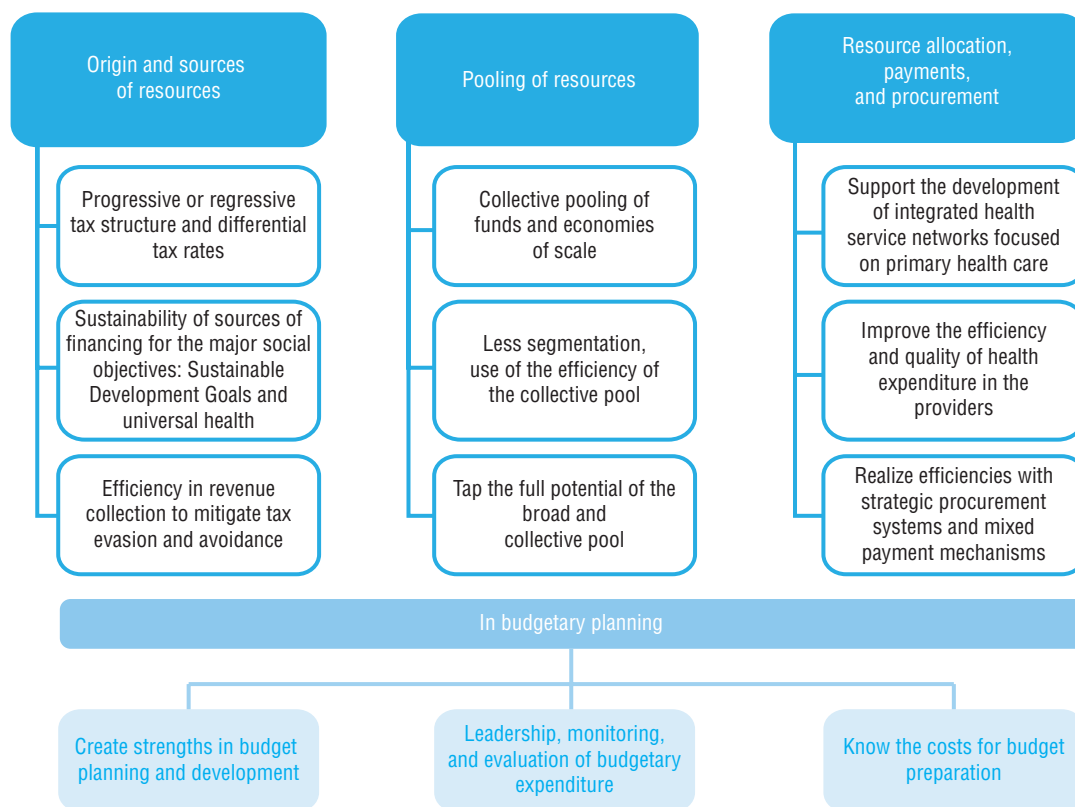 Origin and sources
of resources
Progressive or regressive
tax structure and differential
tax rates
Sustainability of sources of
financing for the major social
objectives: Sustainable
Development Goals and
universal health
Efficiency in revenue
collection to mitigate tax
evasion and avoidance
Pooling of resources
Collective pooling of
funds and economies
of scale
Less segmentation,
use of the efficiency of
the collective pool
Tap the full potential of the
broad and
collective pool
Resource allocation,
payments,
and procurement
Support the development
of integrated health
service networks focused
on primary health care
Improve the efficiency
and quality of health
expenditure in the
providers
Realize efficiencies with
strategic procurement
systems and mixed
payment mechanisms
In budgetary planning
Create strengths in budget
planning and development
Leadership, monitoring,
and evaluation of budgetary
expenditure
Know the costs for budget
preparation